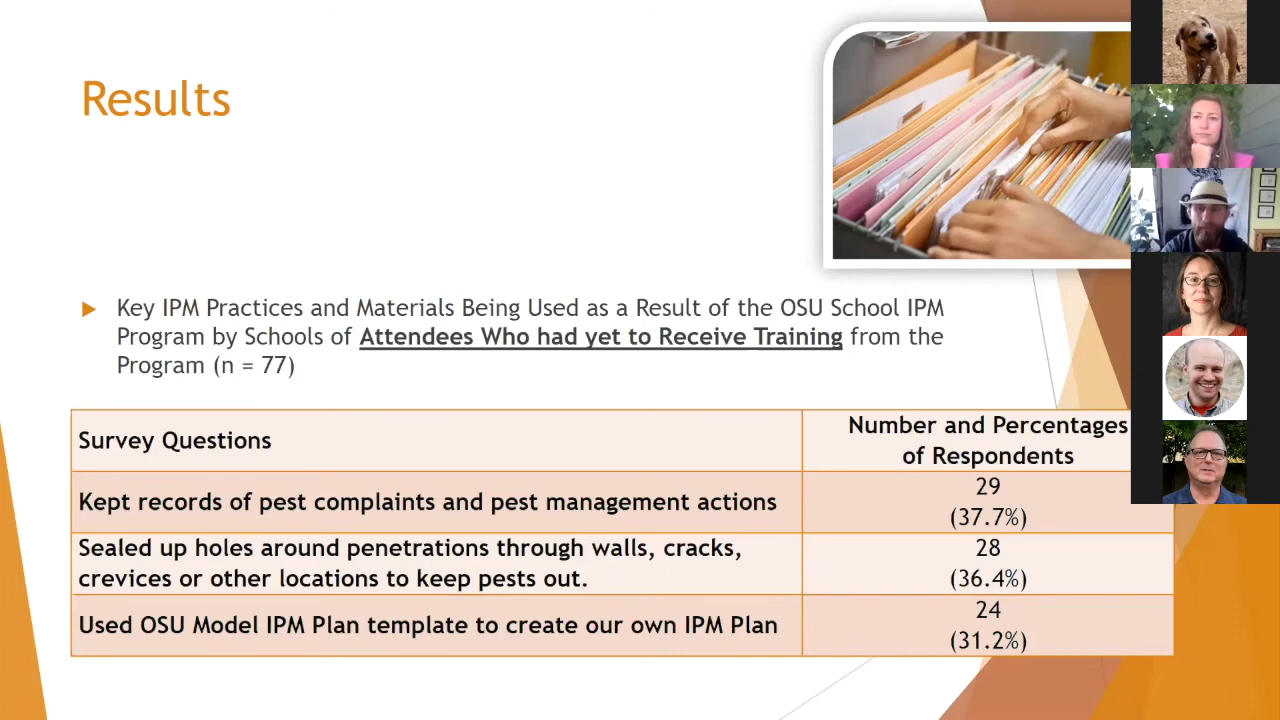 Results
Key IPM Practices and Materials Being Used as a Result of the OSU School IPM
Program by Schools of Attendees Who had yet to Receive Training from the
Program (n = 77)
Survey Questions
Number and Percentages
of Respondents
Kept records of pest complaints and pest management actions
29
(37.7%)
Sealed up holes around penetrations through walls, cracks,
crevices or other locations to keep pests out.
28
(36.4%)
Used OSU Model IPM Plan template to create our own IPM Plan
24
(31.2%)